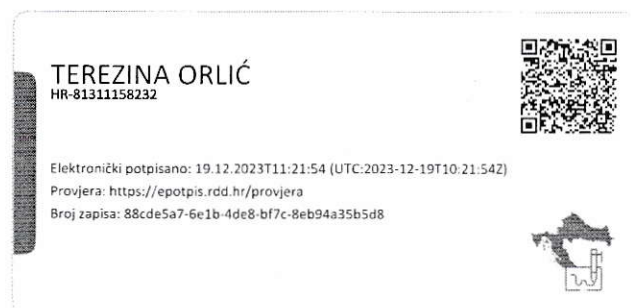 TEREZINA ORLIĆ
HR-81311158232
Elektronički potpisano: 19.12.2023T11:21:54 (UTC:2023-12-19T10:21:54Z)
Provjera: https://epotpis.rdd.hr/provjera
Broj zapisa: 88cde5a7-6e1b-4de8-bf7c-8eb94a35b5d8